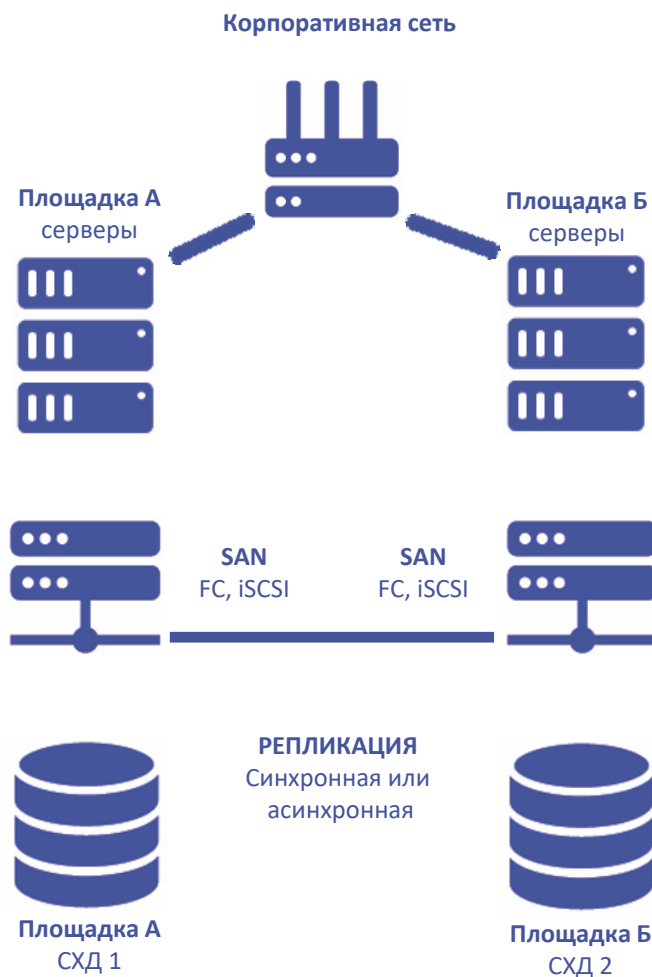 Корпоративная сеть
Площадка А
серверы
Площадка Б
серверы
SAN
FC, iSCSI
SAN
FC, iSCSI
РЕПЛИКАЦИЯ
Синхронная или
асинхронная
Площадка А
СХД 1
Площадка Б
СХД 2